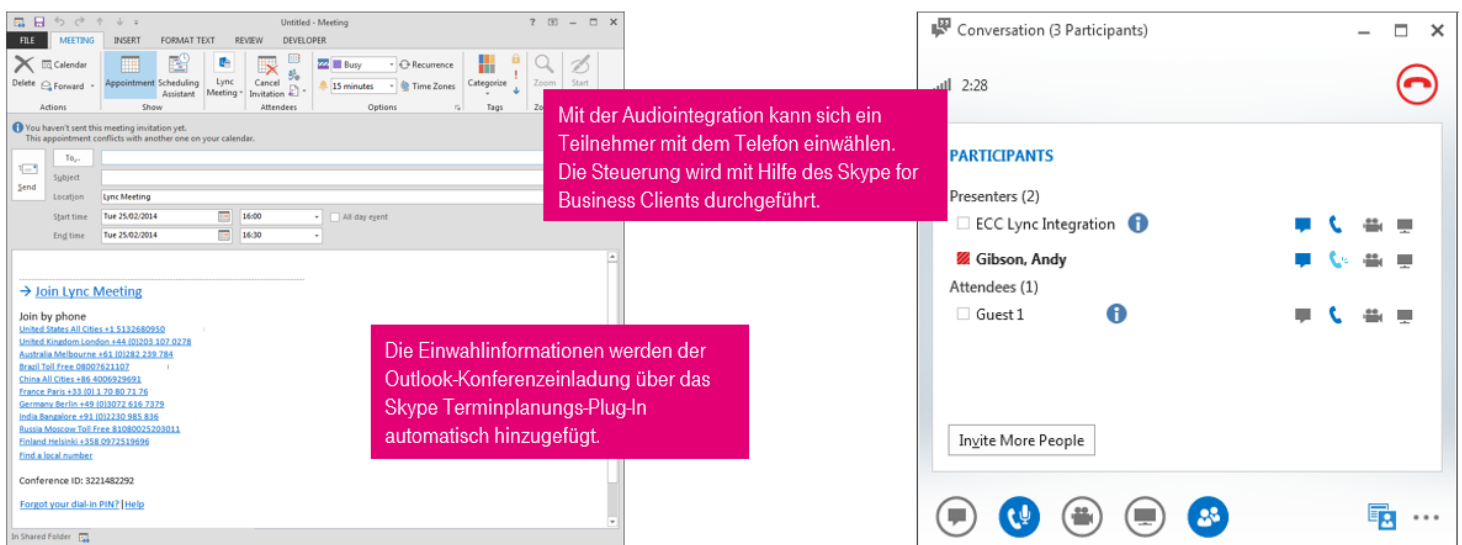 Untitled - Meeting
FILE MEETING INSERT FORMAT TEXT REVIEW DEVELOPER
Delete
Calendar
Forward
Actions
Appointment
Scheduling
Assistant
Show
Lync
Meeting
Cancel
Invitation
Attendees
Busy
Recurrence
15 minutes
Time Zones
Options
Categorize
Tags
Zoom
Start
You haven't sent this meeting invitation yet.
This appointment conflicts with another one on your calendar.
Send
To...
Subject
Location Lync Meeting
Start time Tue 25/02/2014 16:00 All day event
End time Tue 25/02/2014 16:30
→ Join Lync Meeting
Join by phone
United States All Cities +1 5132680950
United Kingdom London +44 (0)203 107 0278
Australia Melbourne +61 (0)282 239 784
Brazil Toll Free 08007621107
China All Cities +86 4006929691
France Paris +33 (0) 1 70 80 71 76
Germany Berlin +49 (0)3072 616 7379
India Bangalore +91 (0)2230 985 836
Russia Moscow Toll Free 81080025203011
Finland Helsinki +358 0972519696
Find a local number
Conference ID: 3221482292
Forgot your dial-in PIN? | Help
In Shared Folder
Mit der Audiointegration kann sich ein
Teilnehmer mit dem Telefon einwählen.
Die Steuerung wird mit Hilfe des Skype for
Business Clients durchgeführt.
Die Einwahlinformationen werden der
Outlook-Konferenzeinladung über das
Skype Terminplanungs-Plug-In
automatisch hinzugefügt.
Conversation (3 Participants)
2:28
PARTICIPANTS
Presenters (2)
ECC Lync Integration
Gibson, Andy
Attendees (1)
Guest 1
Invite More People